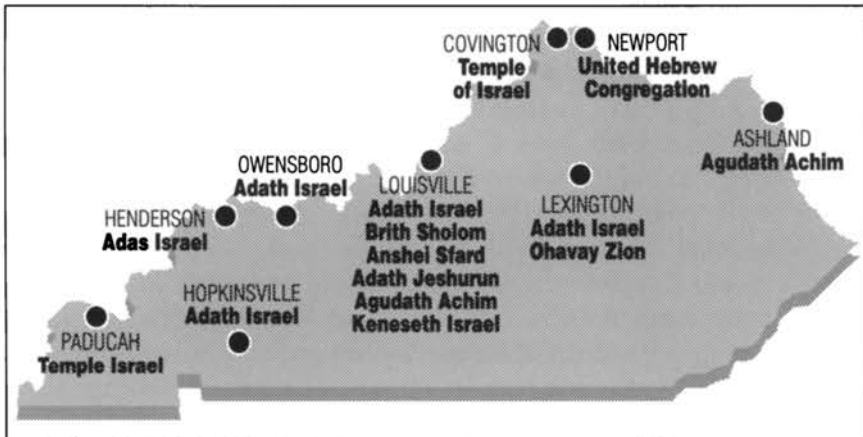 COVINGTON
Temple
of Israel
NEWPORT
United Hebrew
Congregation
ASHLAND
Agudath Achim
OWENSBORO
Adath Israel
LOUISVILLE
Adath Israel
Brith Sholom
Anshei Sfard
Adath Jeshurun
Agudath Achim
Keneseth Israel
LEXINGTON
Adath Israel
Ohavay Zion
HENDERSON
Adas Israel
HOPKINSVILLE
Adath Israel
PADUCAH
Temple Israel